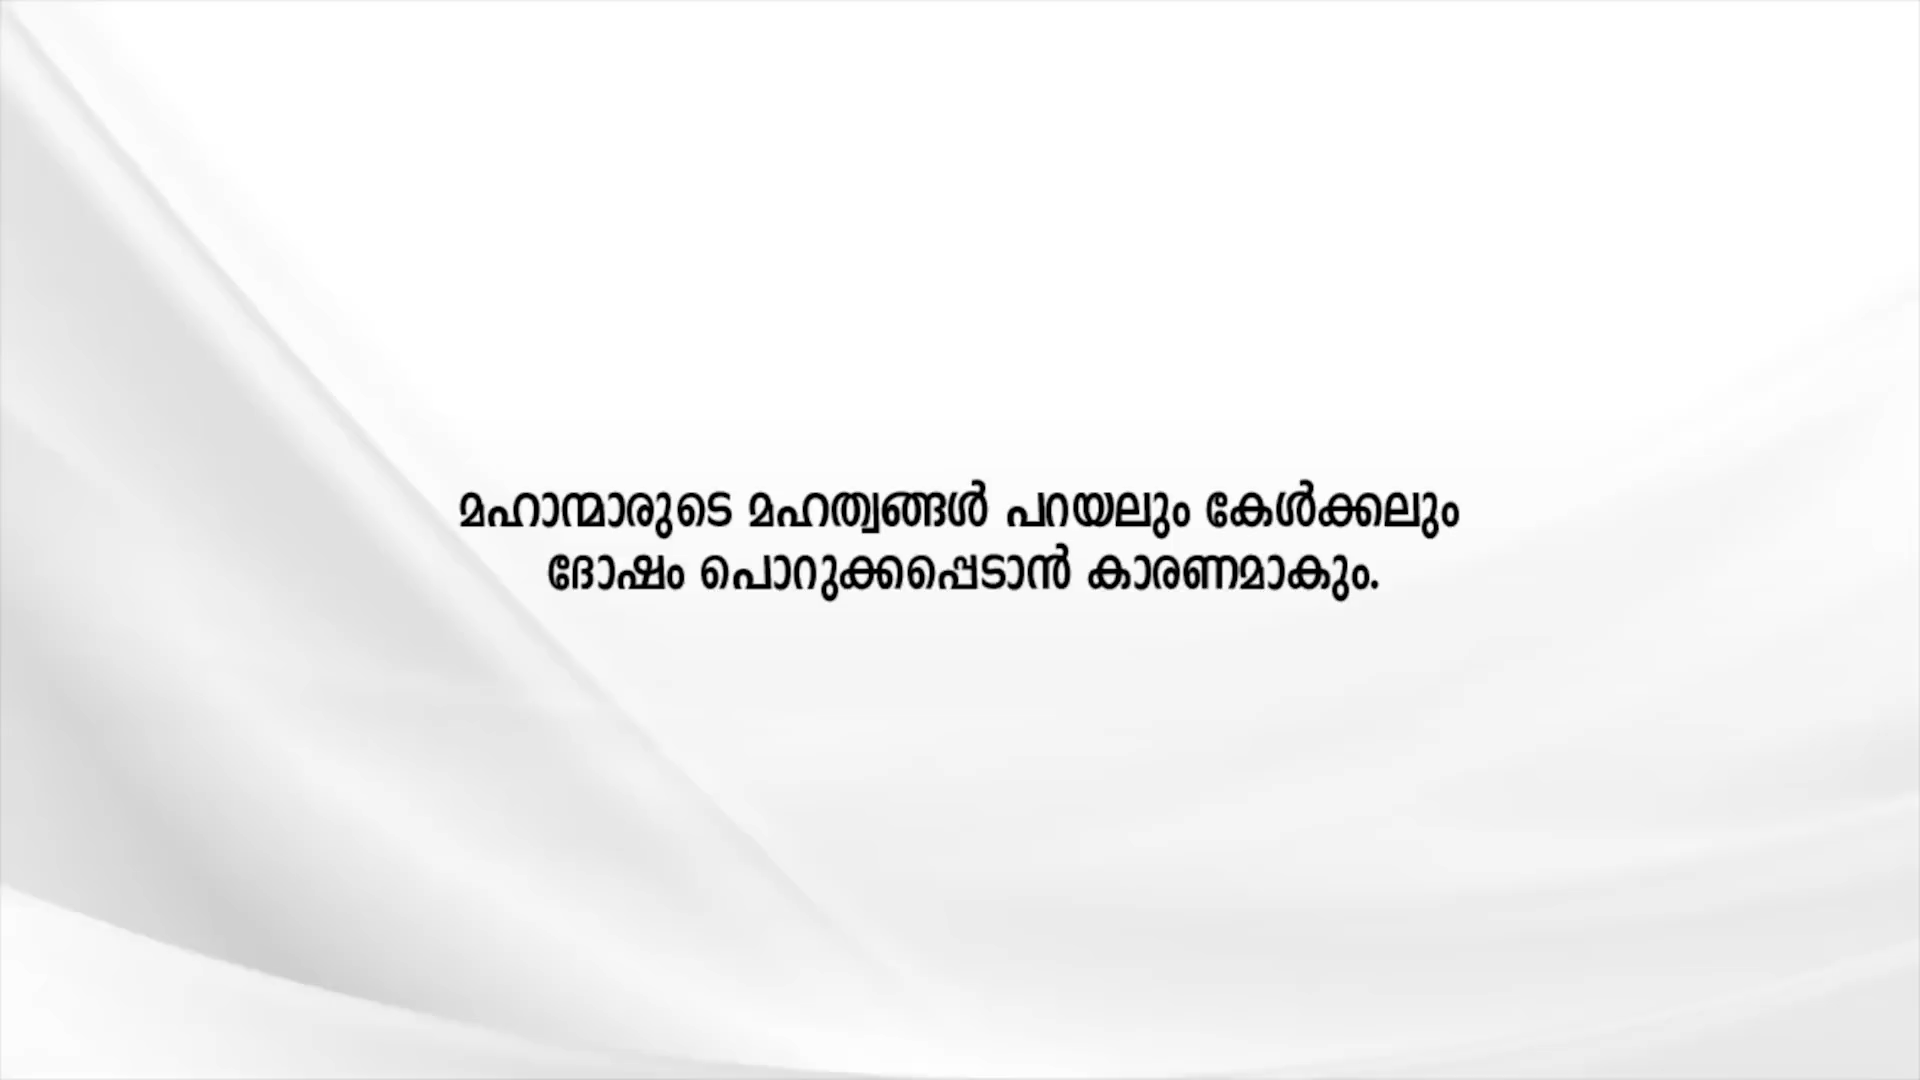 മഹാന്മാരുടെ മഹത്വങ്ങൾ പറയലും കേൾക്കലും
ദോഷം പൊറുക്കപ്പെടാൻ കാരണമാകും.